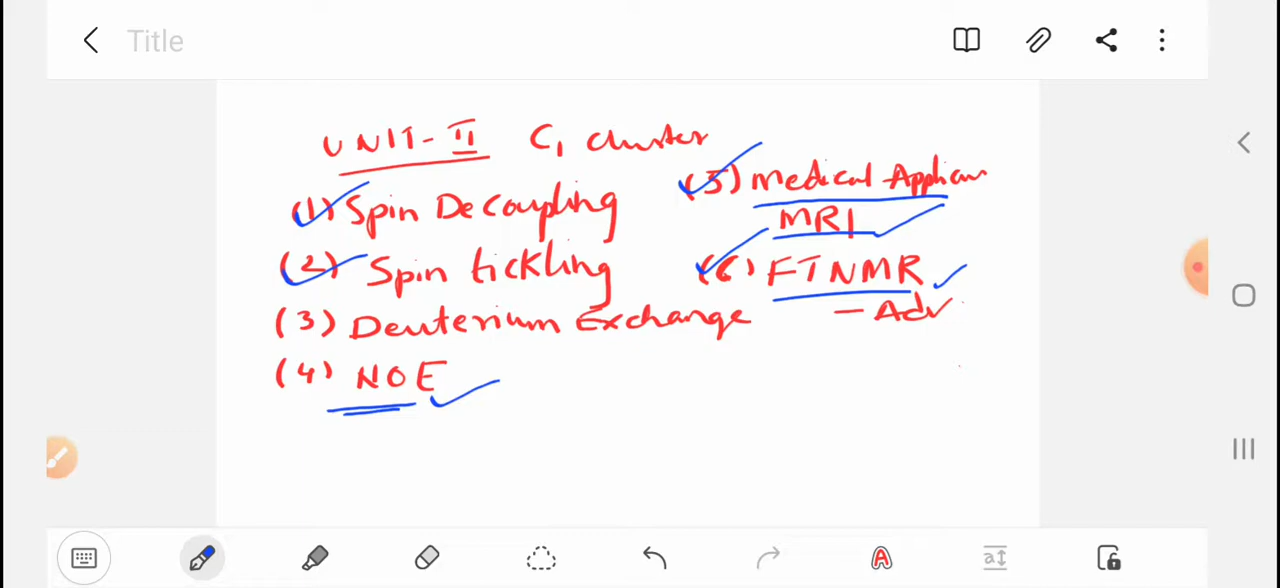 Title
UNIT-II C1 cluster
(1) Spin DeCoupling
(2) Spin tickling
(3) Deuterium Exchange
(4) NOE
(5) Medical
MRI
(6) FTNMR
- Adv